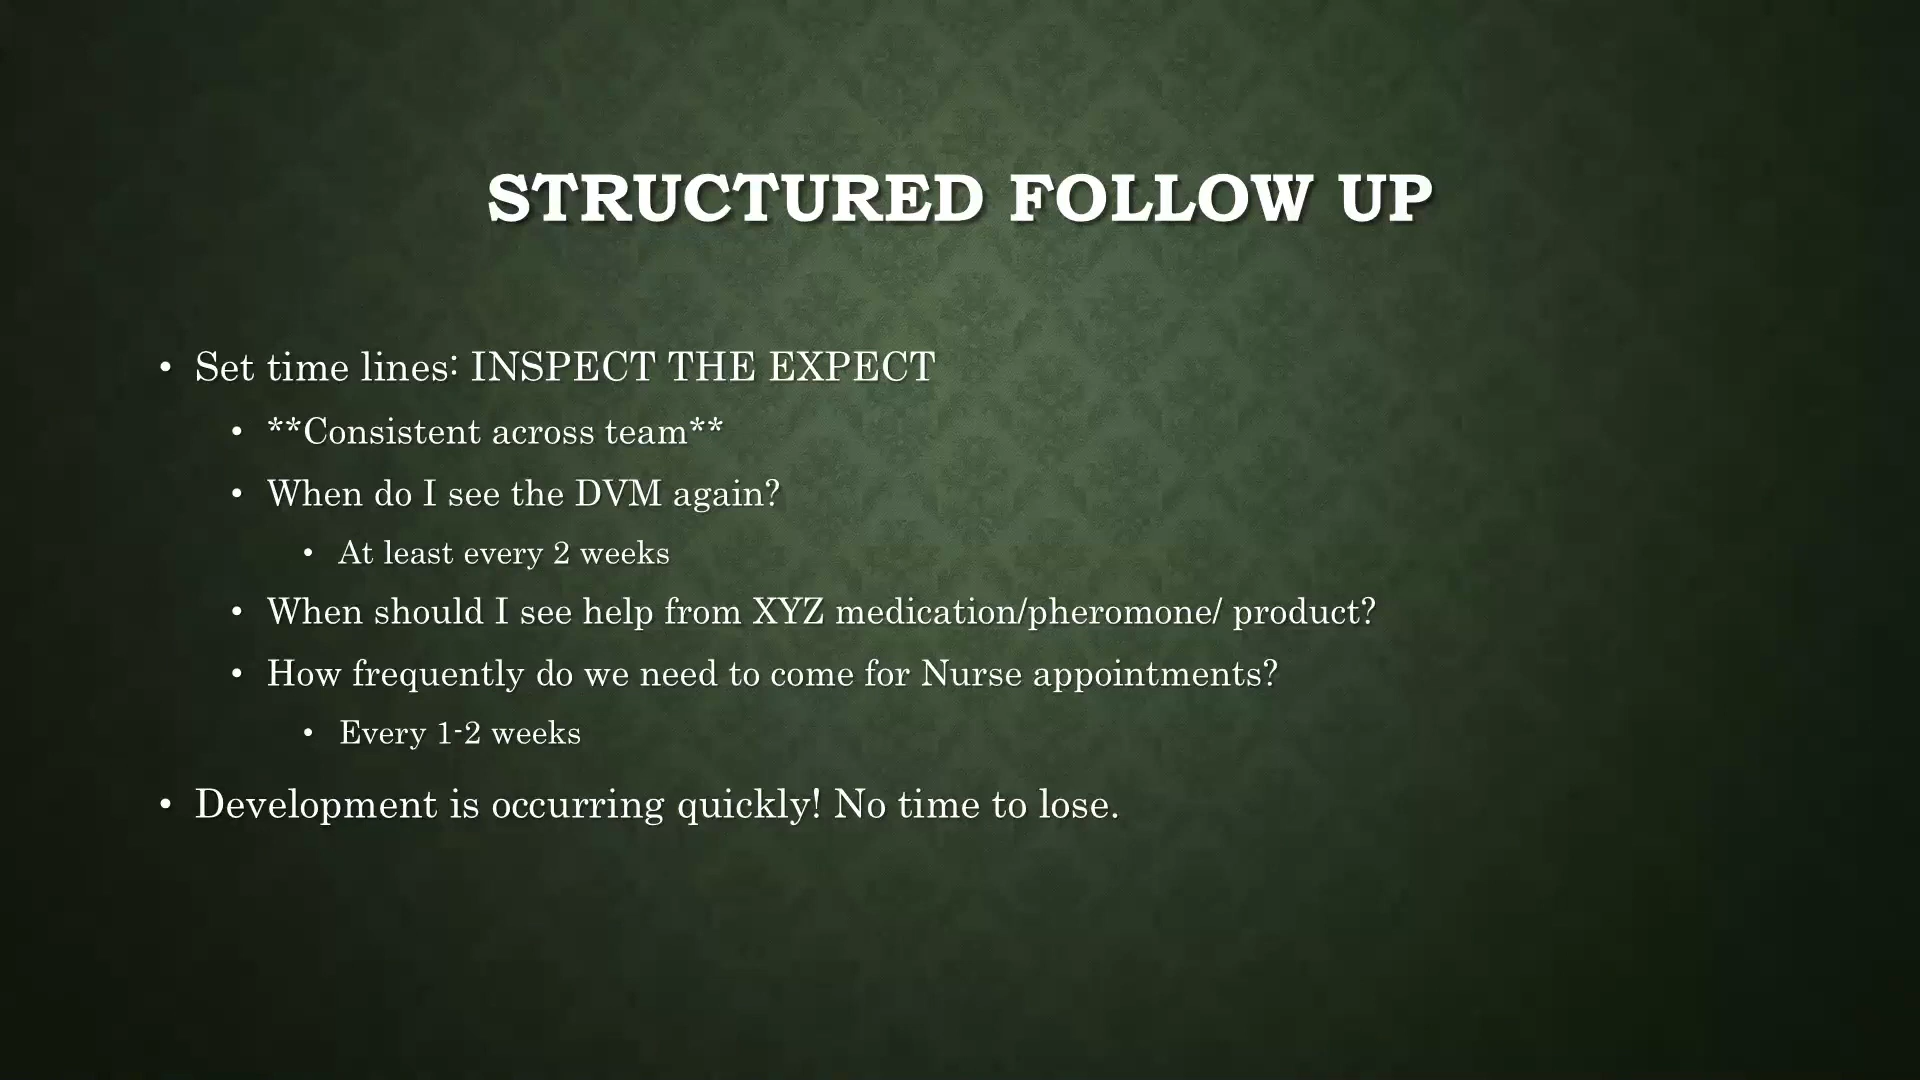 STRUCTURED FOLLOW UP
• Set time lines: INSPECT THE EXPECT
• **Consistent across team**
• When do I see the DVM again?
• At least every 2 weeks
• When should I see help from XYZ medication/pheromone/ product?
• How frequently do we need to come for Nurse appointments?
• Every 1-2 weeks
• Development is occurring quickly! No time to lose.